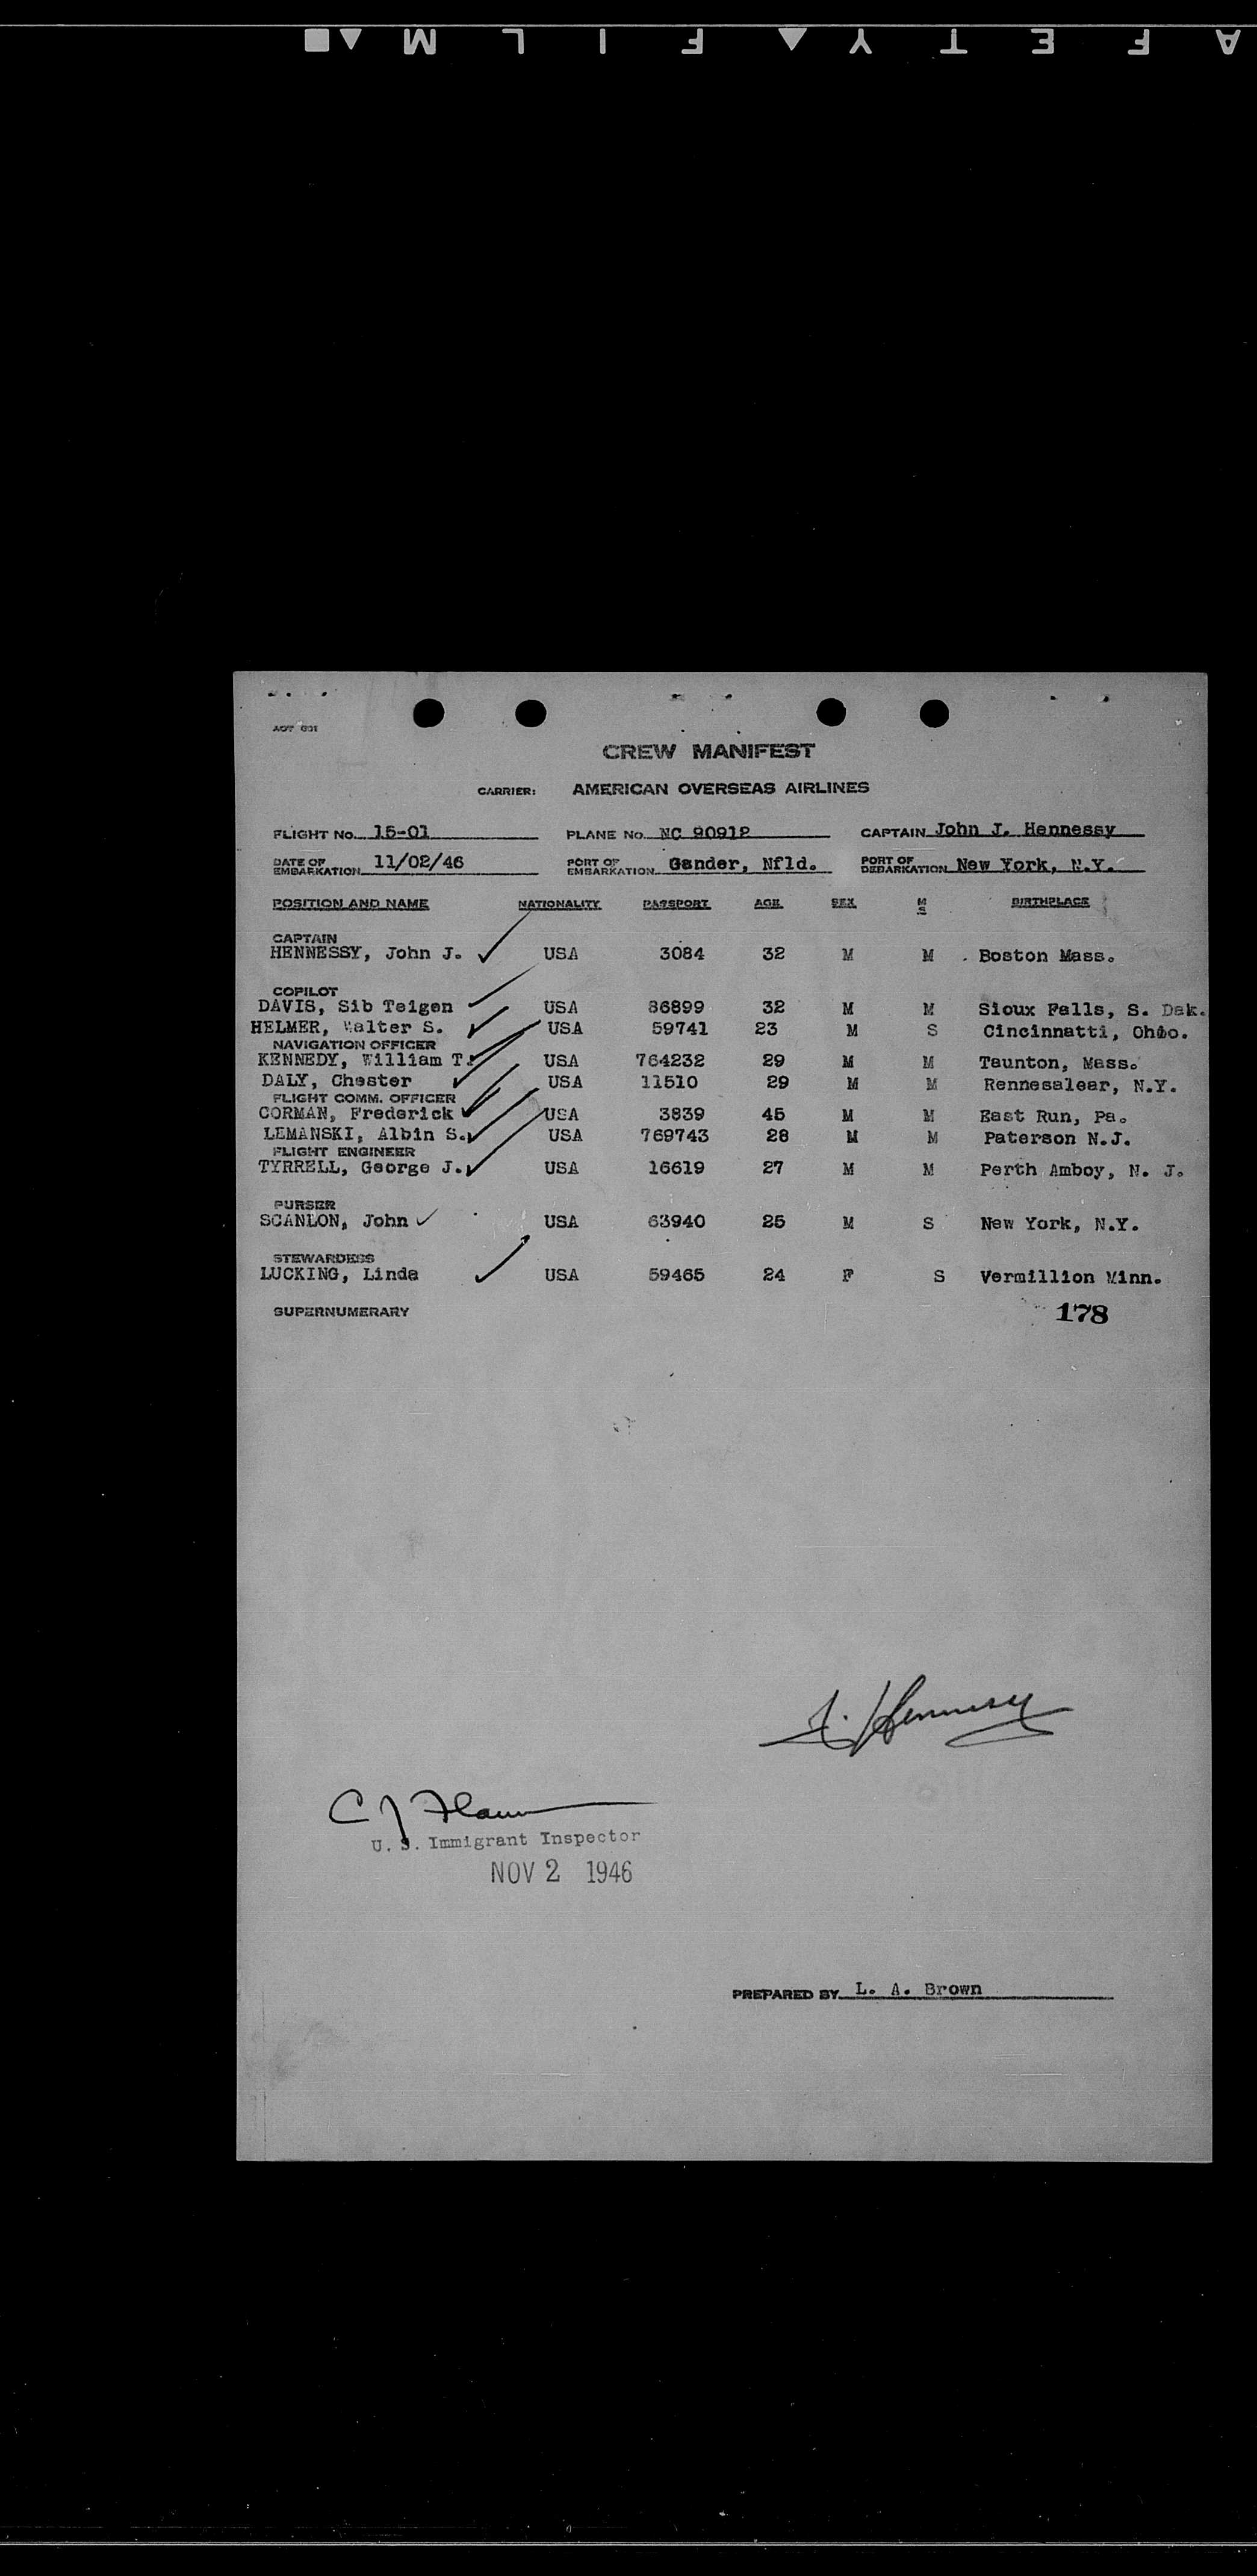 A F E T Y ▲ F I L M ▲ ■
CREW MANIFEST
CARRIER: AMERICAN OVERSEAS AIRLINES
FLIGHT No. 15-01 PLANE No. NC 90912 CAPTAIN John J. Hennessy
DATE OF EMBARKATION 11/02/46 PORT OF EMBARKATION Gander, Nfld. PORT OF DEBARKATION New York, N.Y.
POSITION AND NAME NATIONALITY PASSPORT AGE SEX M S BIRTHPLACE
CAPTAIN
HENNESSY, John J. USA 3084 32 M M Boston Mass.
COPILOT
DAVIS, Sib Teigen USA 86899 32 M M Sioux Falls, S. Dak.
HELMER, Walter S. USA 59741 23 M S Cincinnatti, Ohio.
NAVIGATION OFFICER
KENNEDY, William T. USA 764232 29 M M Taunton, Mass.
DALY, Chester USA 11510 29 M M Rennesalear, N.Y.
FLIGHT COMM. OFFICER
CORMAN, Frederick USA 3839 45 M M East Run, Pa.
LEMANSKI, Albin S. USA 769743 28 M M Paterson N.J.
FLIGHT ENGINEER
TYRRELL, George J. USA 16619 27 M M Perth Amboy, N. J.
PURSER
SCANLON, John USA 63940 25 M S New York, N.Y.
STEWARDESS
LUCKING, Linda USA 59465 24 F S Vermillion Minn.
SUPERNUMERARY
178
J. Hennessy
C J
U. S. Immigrant Inspector
NOV 2 1946
PREPARED BY L. A. Brown